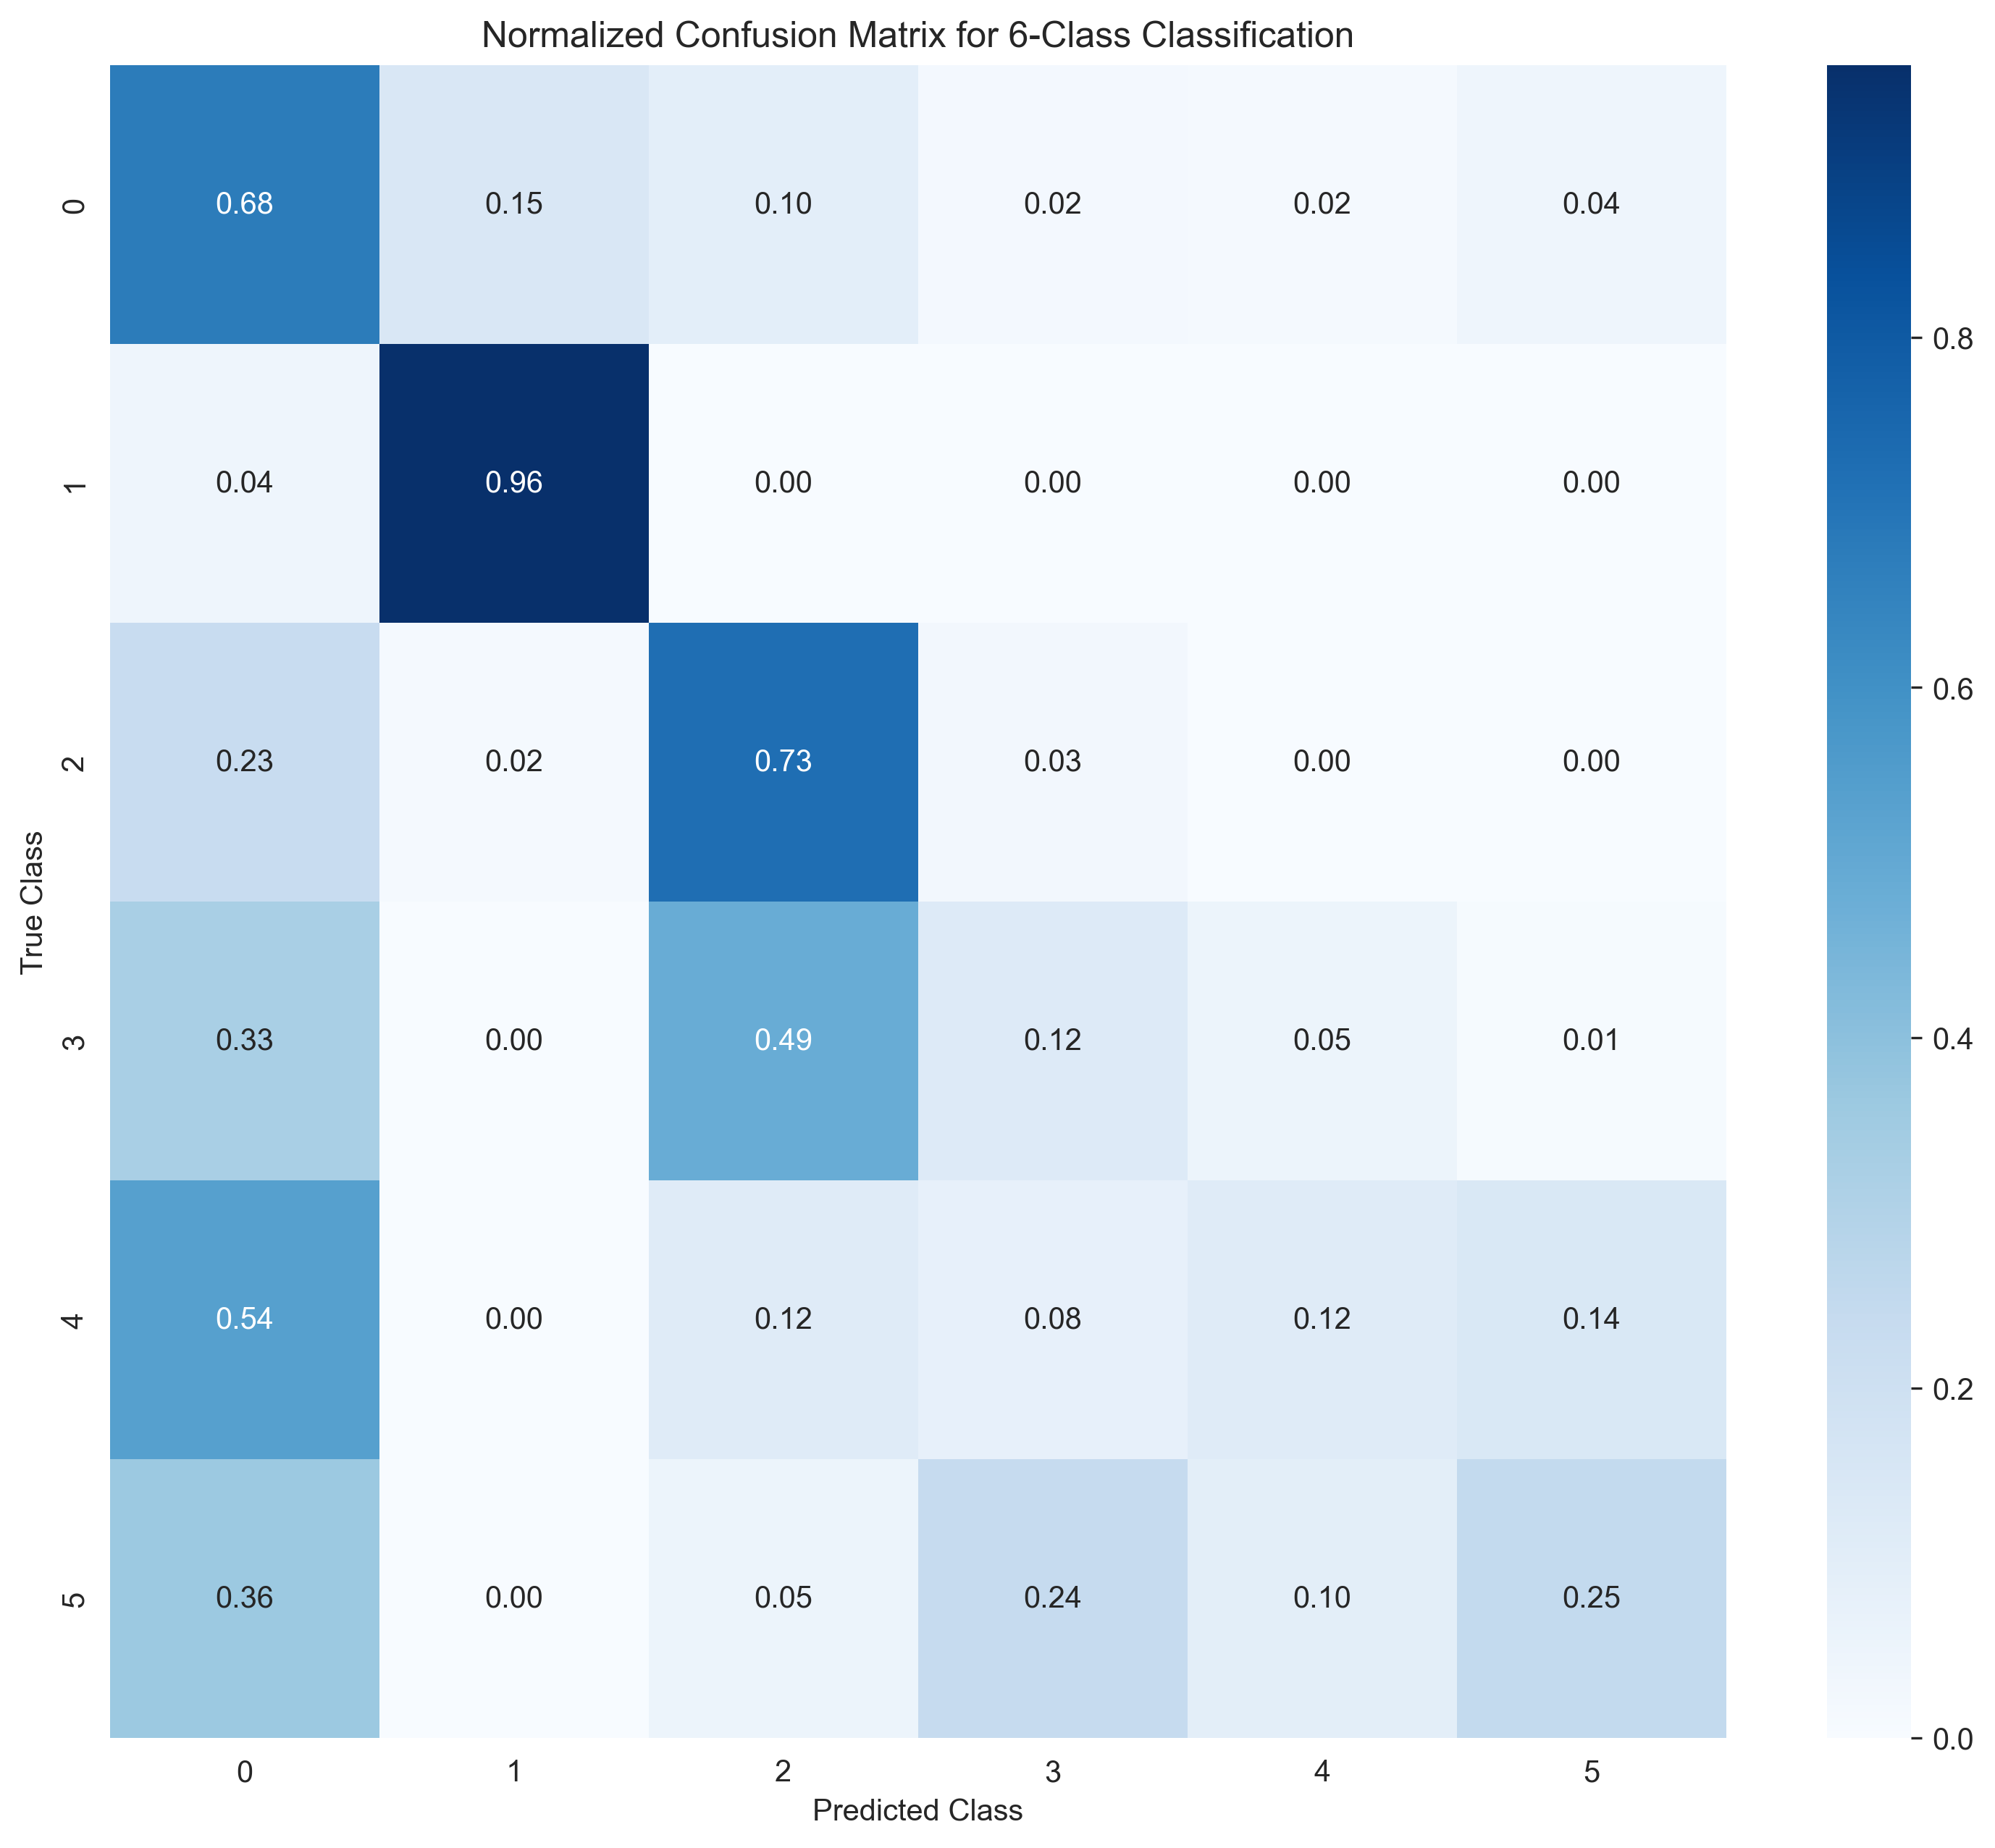 Normalized Confusion Matrix for 6-Class Classification
0 0.68 0.15 0.10 0.02 0.02 0.04
1 0.04 0.96 0.00 0.00 0.00 0.00
2 0.23 0.02 0.73 0.03 0.00 0.00
3 0.33 0.00 0.49 0.12 0.05 0.01
4 0.54 0.00 0.12 0.08 0.12 0.14
5 0.36 0.00 0.05 0.24 0.10 0.25
0 1 2 3 4 5
Predicted Class
True Class
0.8
0.6
0.4
0.2
0.0